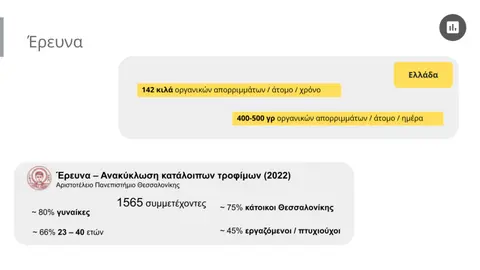 Έρευνα
Ελλάδα
142 κιλά οργανικών απορριμμάτων / άτομο / χρόνο
400-500 γρ οργανικών απορριμμάτων / άτομο / ημέρα
Έρευνα – Ανακύκλωση κατάλοιπων τροφίμων (2022)
Αριστοτέλειο Πανεπιστήμιο Θεσσαλονίκης
1565 συμμετέχοντες
~ 80% γυναίκες
~ 75% κάτοικοι Θεσσαλονίκης
~ 66% 23 – 40 ετών
~ 45% εργαζόμενοι / πτυχιούχοι